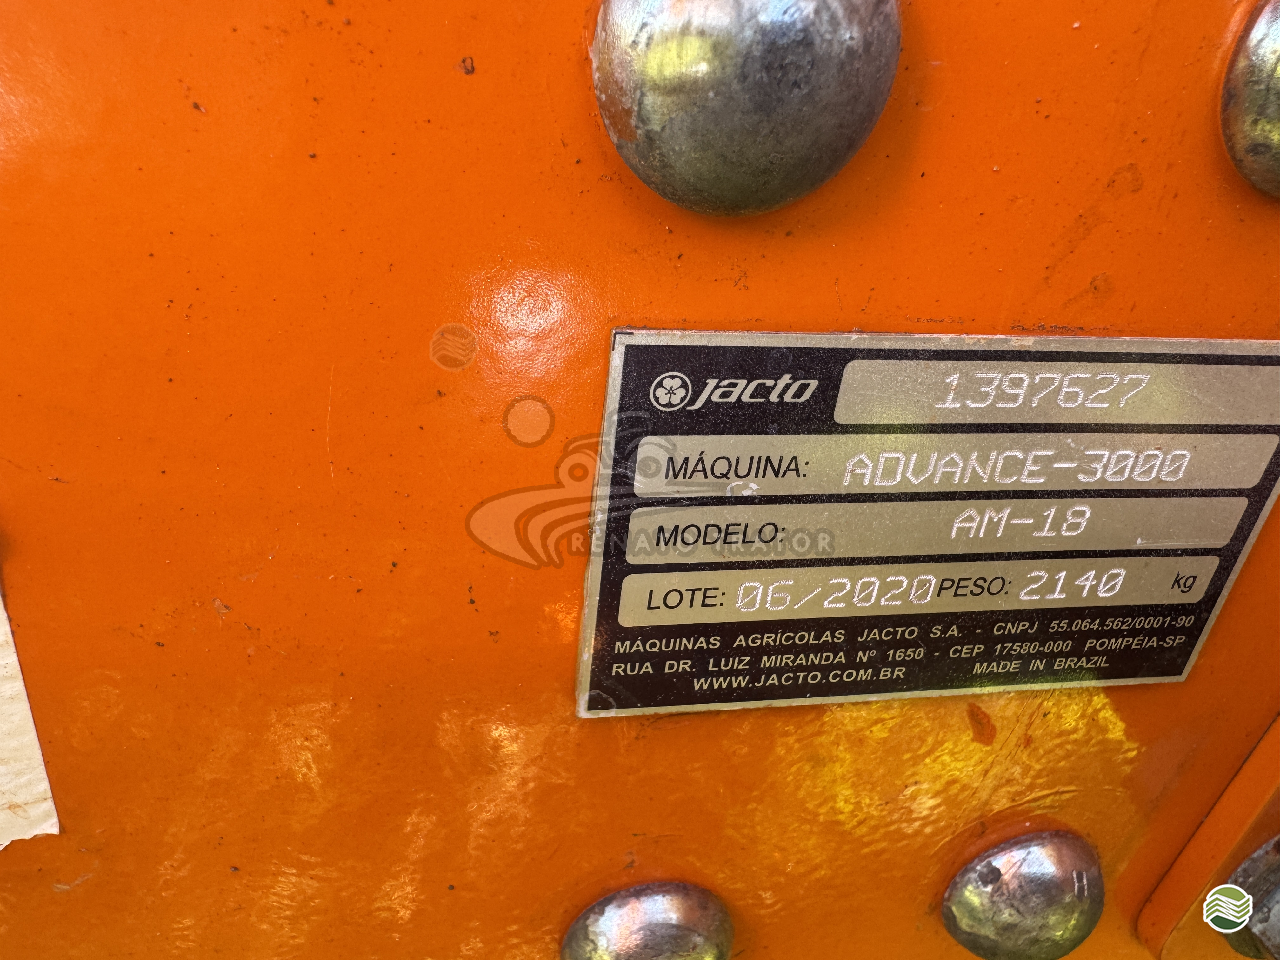 jacto 1397627
MÁQUINA: ADVANCE-3000
MODELO: AM-18
LOTE: 06/2020 PESO: 2140 kg
MÁQUINAS AGRÍCOLAS JACTO S.A. - CNPJ 55.064.562/0001-90
RUA DR. LUIZ MIRANDA Nº 1650 - CEP 17580-000 POMPÉIA-SP
WWW.JACTO.COM.BR MADE IN BRAZIL
RENATO TRATOR